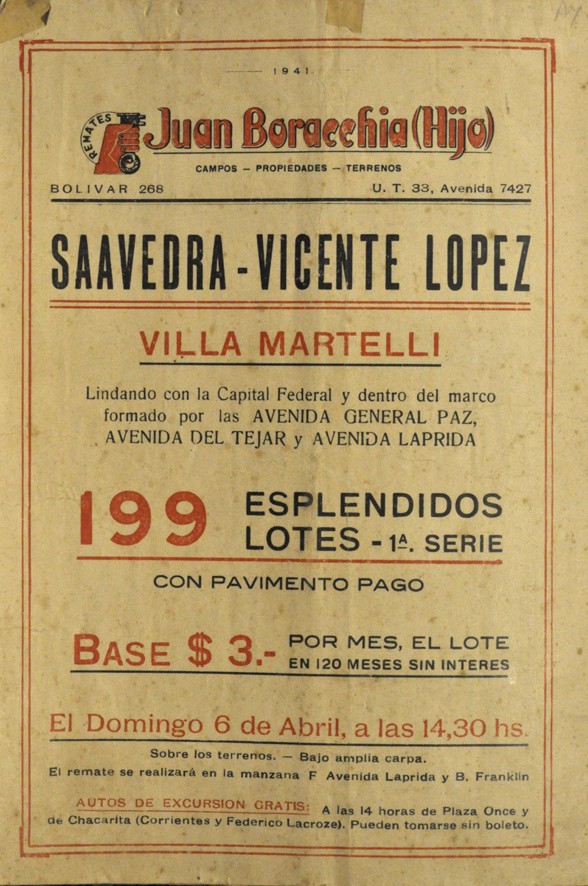 1941
REMATES
Juan Boracchia (Hijo)
CAMPOS — PROPIEDADES — TERRENOS
BOLIVAR 268 U. T. 33, Avenida 7427
SAAVEDRA - VICENTE LOPEZ
VILLA MARTELLI
Lindando con la Capital Federal y dentro del marco
formado por las AVENIDA GENERAL PAZ,
AVENIDA DEL TEJAR y AVENIDA LAPRIDA
199 ESPLENDIDOS
LOTES - 1ª. SERIE
CON PAVIMENTO PAGO
BASE $ 3.- POR MES, EL LOTE
EN 120 MESES SIN INTERES
El Domingo 6 de Abril, a las 14,30 hs.
Sobre los terrenos. — Bajo amplia carpa.
El remate se realizará en la manzana F Avenida Laprida y B. Franklin
AUTOS DE EXCURSION GRATIS: A las 14 horas de Plaza Once y
de Chacarita (Corrientes y Federico Lacroze). Pueden tomarse sin boleto.